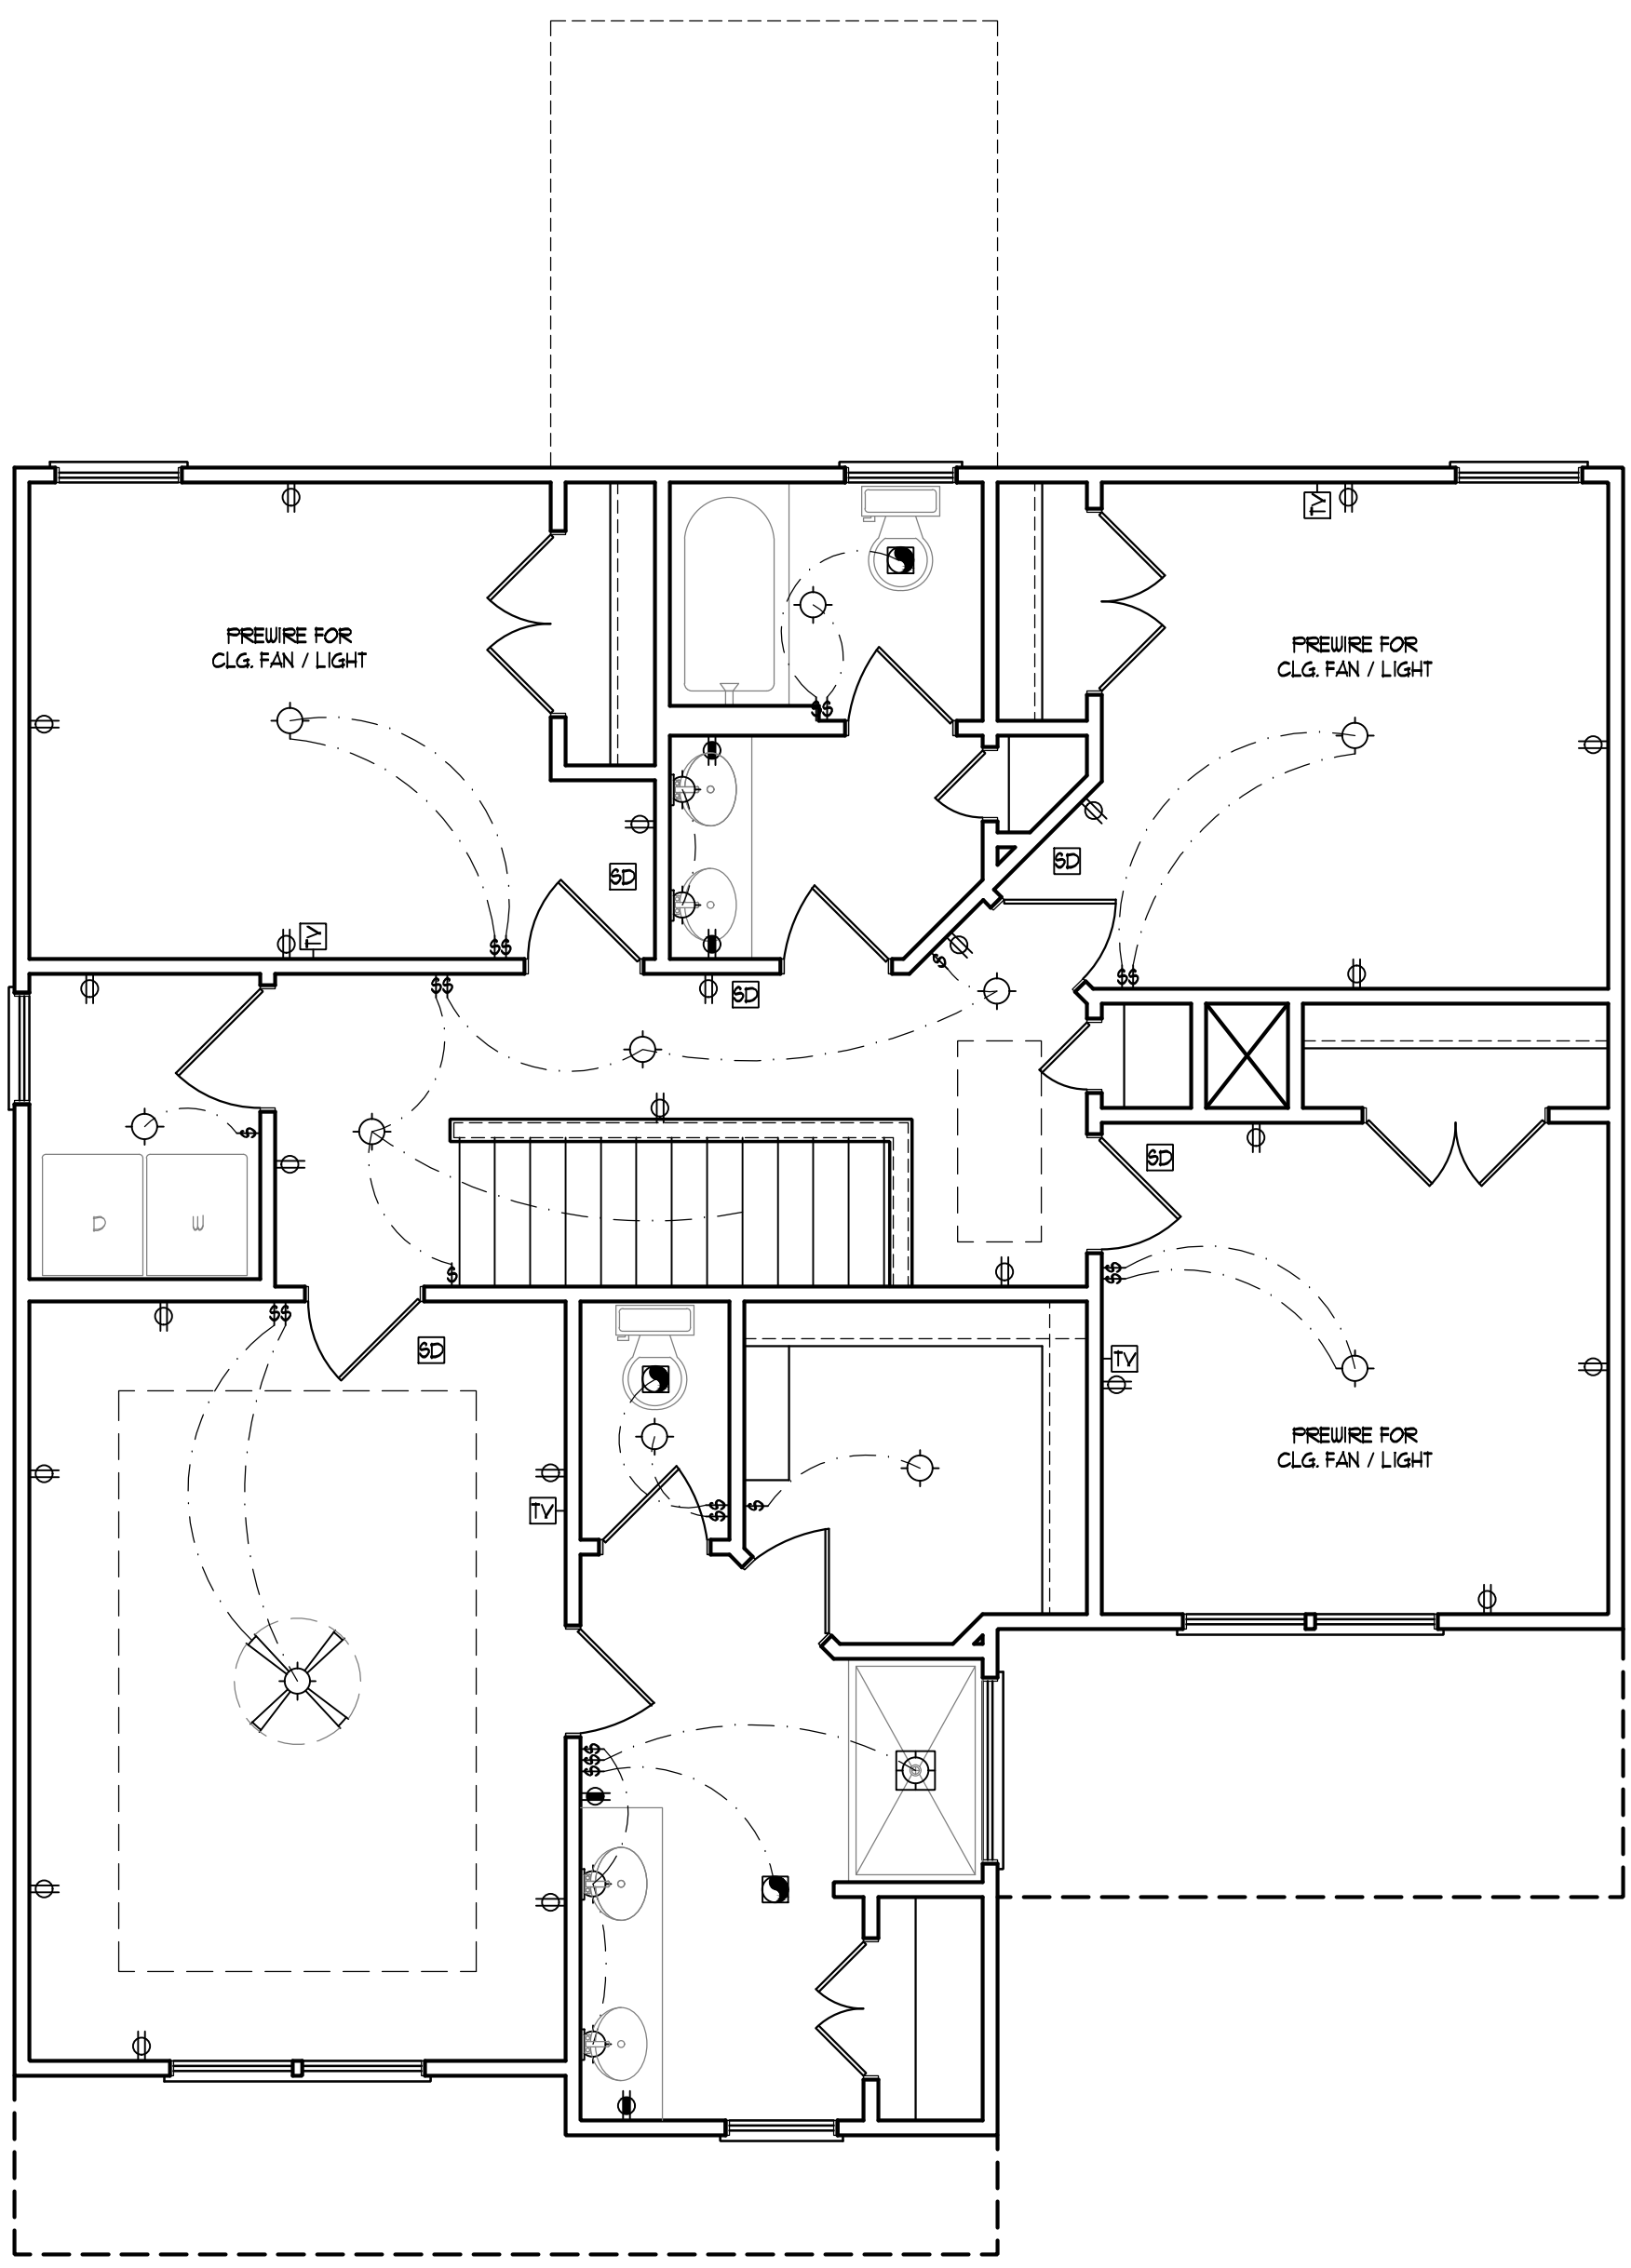 TV
PREWIRE FOR
CLG. FAN / LIGHT
PREWIRE FOR
CLG. FAN / LIGHT
$$
SD
SD
TV
$$
$$
$
$$
$$
SD
$
SD
D
W
$
$$
$$
SD
TV
PREWIRE FOR
CLG. FAN / LIGHT
TV
$$
$
$$$